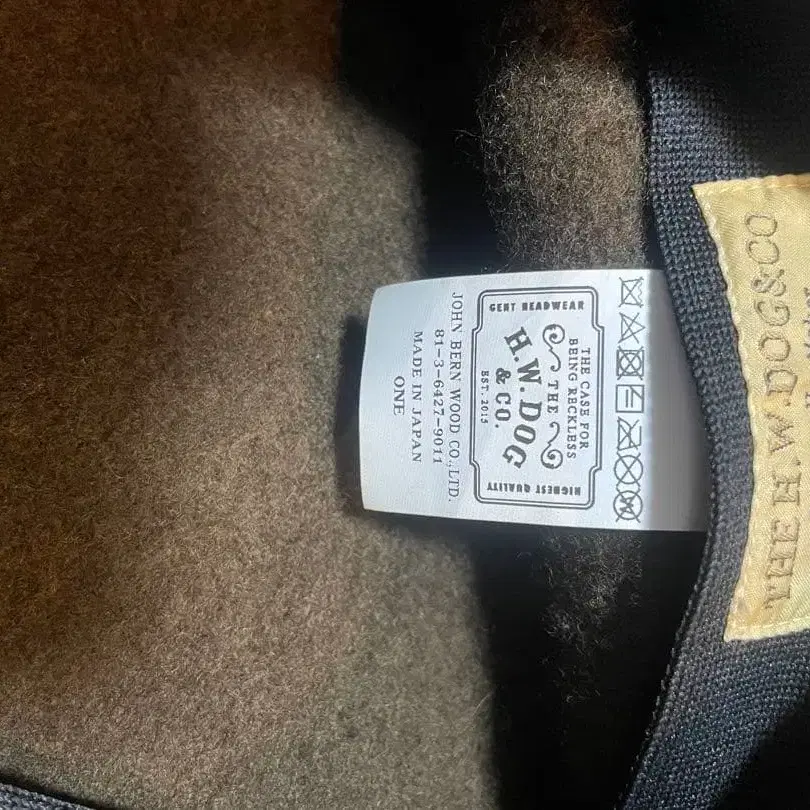 GENT HEADWEAR
THE CASE FOR
BEING RECKLESS
THE
H.W. DOG
& CO.
EST. 2015
HIGHEST QUALITY
JOHN BERN WOOD CO.,LTD.
81-3-6427-9011
MADE IN JAPAN
ONE
THE H.W.DOG&CO